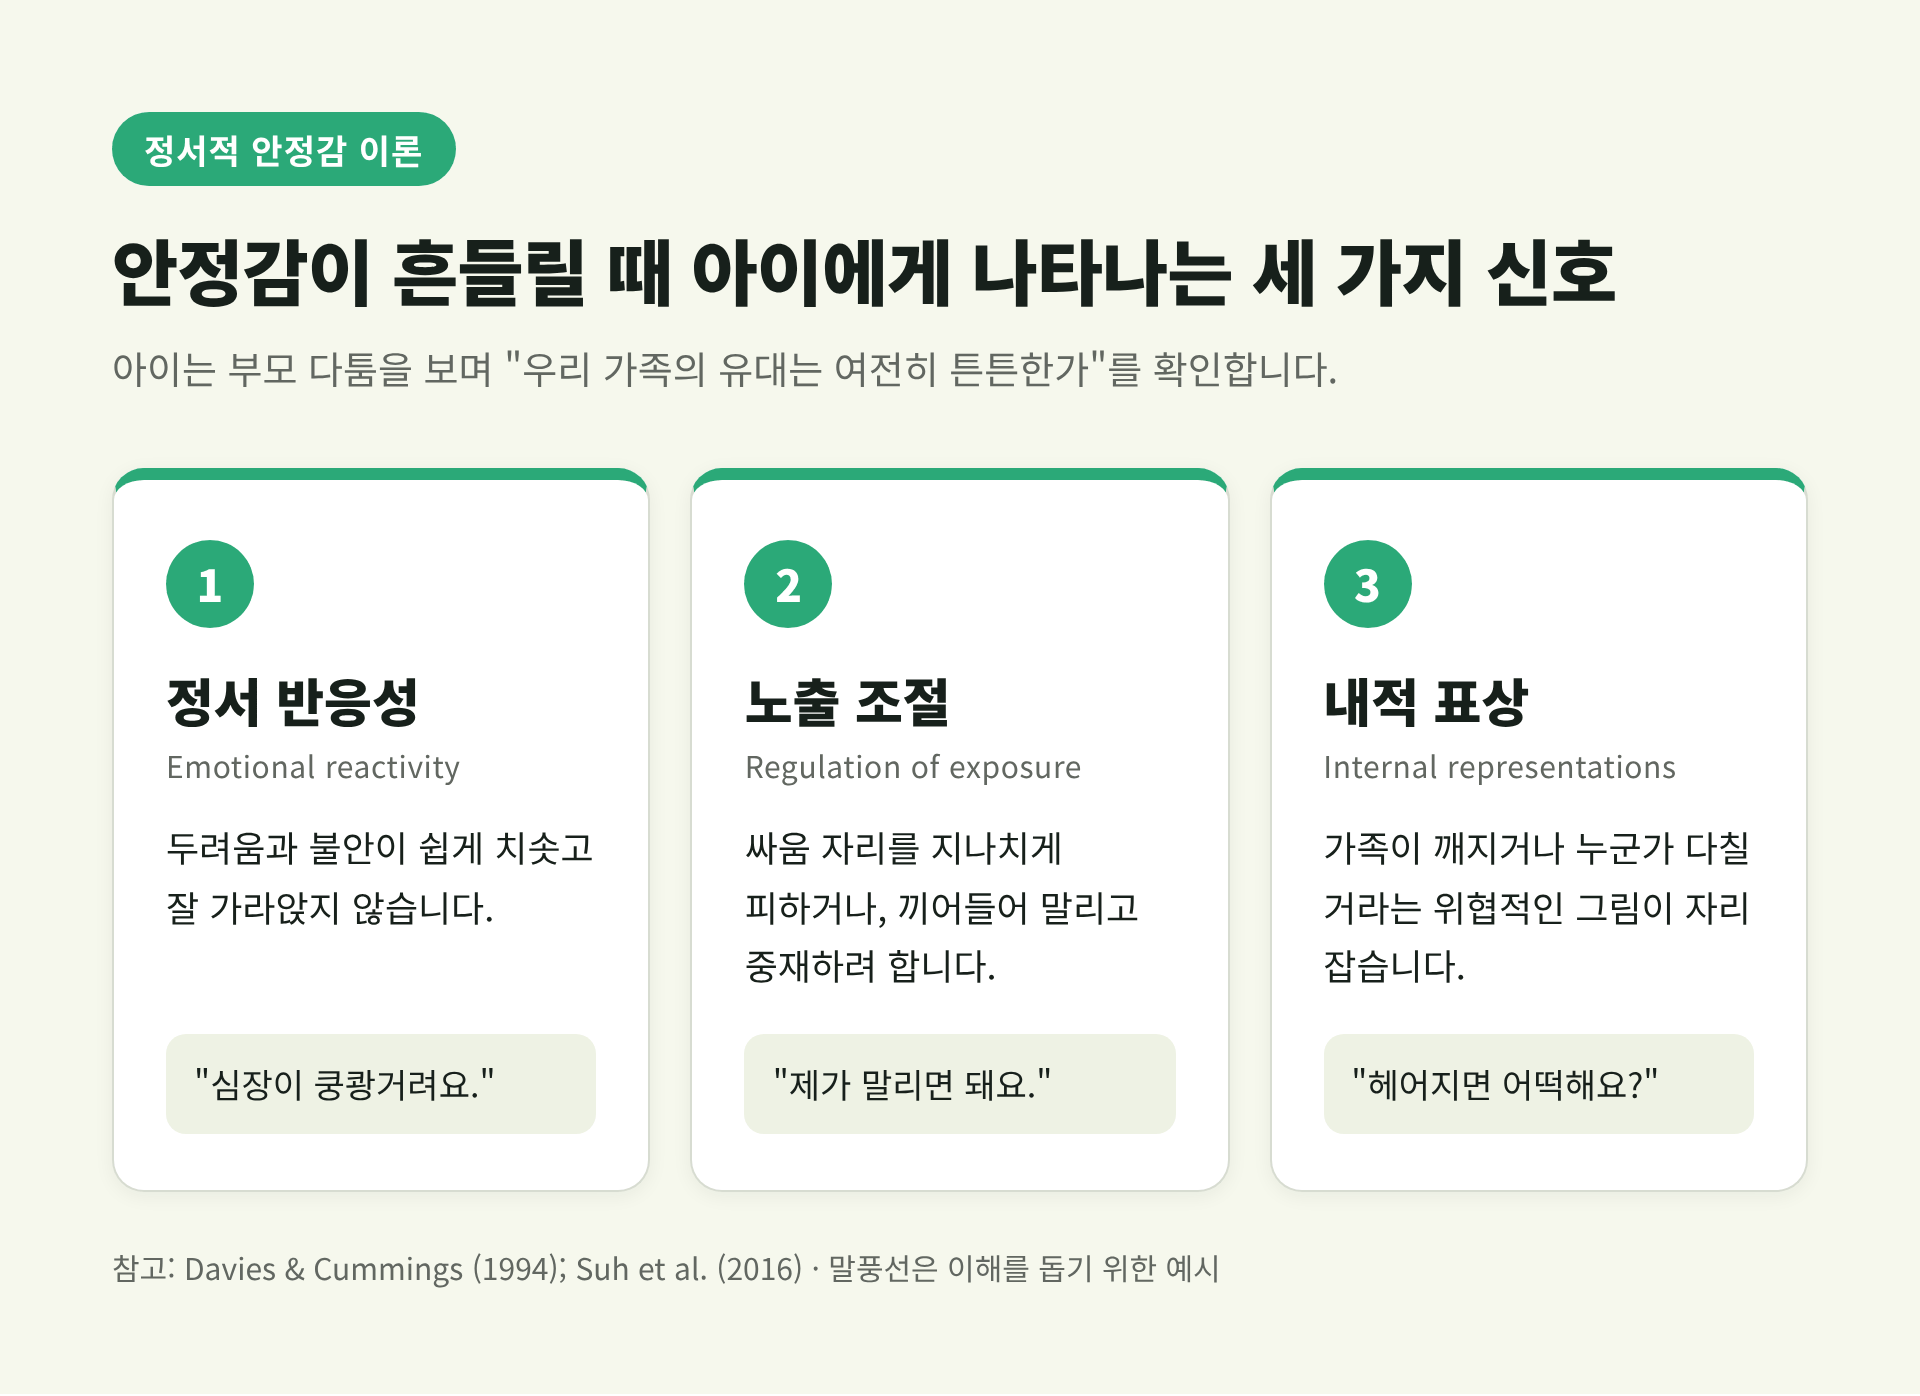 정서적 안정감 이론
안정감이 흔들릴 때 아이에게 나타나는 세 가지 신호
아이는 부모 다툼을 보며 "우리 가족의 유대는 여전히 튼튼한가"를 확인합니다.
1
정서 반응성
Emotional reactivity
두려움과 불안이 쉽게 치솟고
잘 가라앉지 않습니다.
"심장이 쿵쾅거려요."
2
노출 조절
Regulation of exposure
싸움 자리를 지나치게
피하거나, 끼어들어 말리고
중재하려 합니다.
"제가 말리면 돼요."
3
내적 표상
Internal representations
가족이 깨지거나 누군가 다칠
거라는 위협적인 그림이 자리
잡습니다.
"헤어지면 어떡해요?"
참고: Davies & Cummings (1994); Suh et al. (2016) · 말풍선은 이해를 돕기 위한 예시